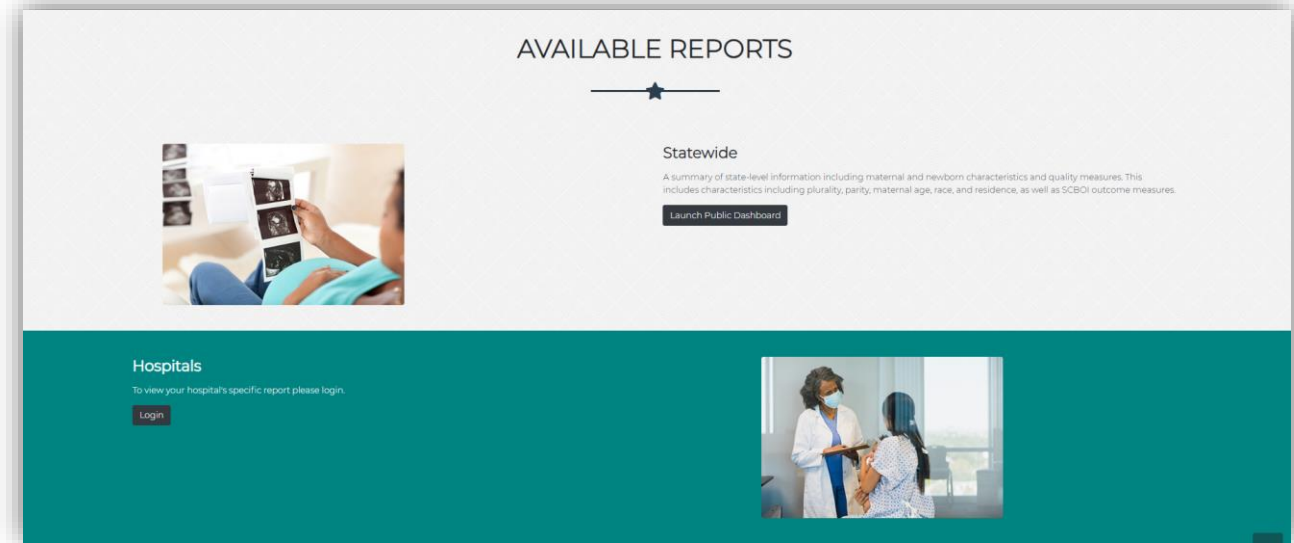 AVAILABLE REPORTS
Statewide
A summary of state-level information including maternal and newborn characteristics and quality measures. This
includes characteristics including plurality, parity, maternal age, race, and residence, as well as SCBOI outcome measures.
Launch Public Dashboard
Hospitals
To view your hospital's specific report please login.
Login